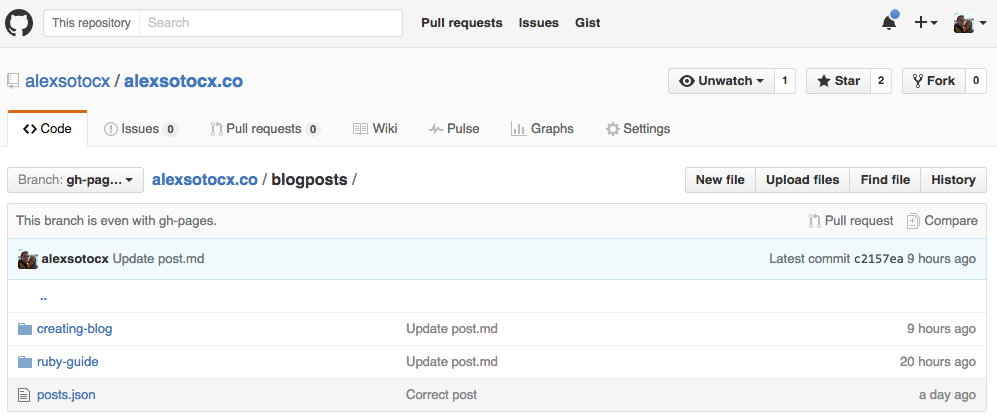 This repository Search Pull requests Issues Gist
alexsotocx / alexsotocx.co Unwatch 1 Star 2 Fork 0
Code Issues 0 Pull requests 0 Wiki Pulse Graphs Settings
Branch: gh-pag... alexsotocx.co / blogposts / New file Upload files Find file History
This branch is even with gh-pages. Pull request Compare
alexsotocx Update post.md Latest commit c2157ea 9 hours ago
..
creating-blog Update post.md 9 hours ago
ruby-guide Update post.md 20 hours ago
posts.json Correct post a day ago